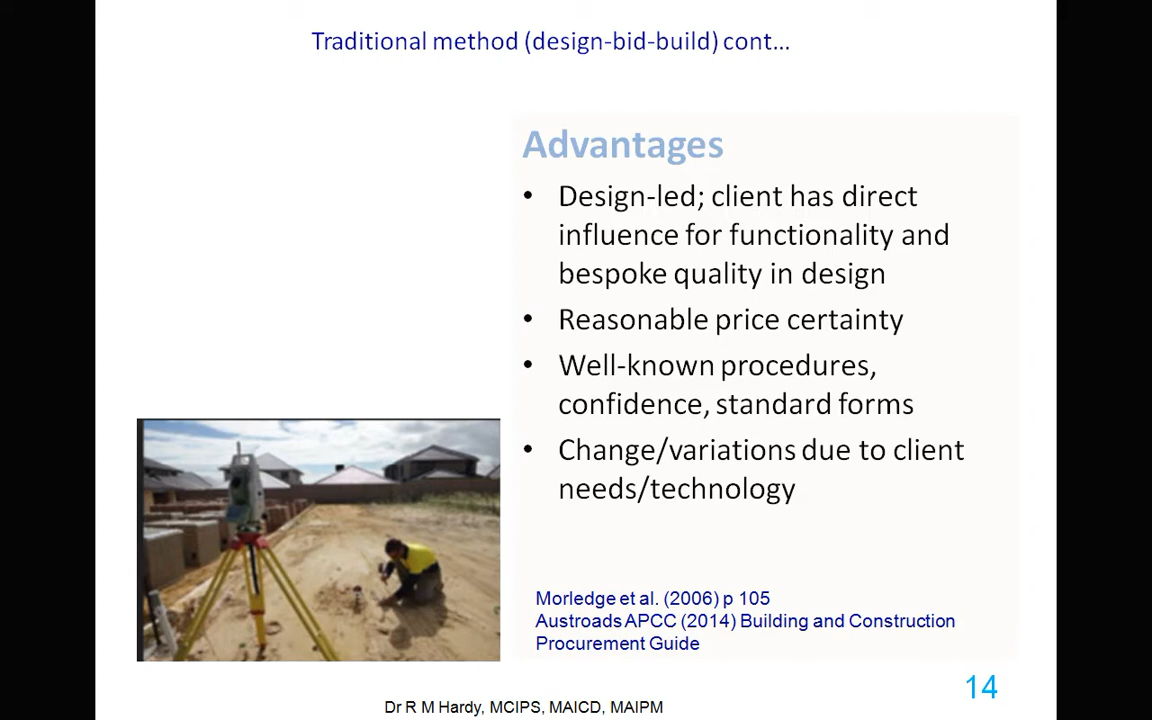 Traditional method (design-bid-build) cont...
Advantages
• Design-led; client has direct
influence for functionality and
bespoke quality in design
• Reasonable price certainty
• Well-known procedures,
confidence, standard forms
• Change/variations due to client
needs/technology
Morledge et al. (2006) p 105
Austroads APCC (2014) Building and Construction
Procurement Guide
14
Dr R M Hardy, MCIPS, MAICD, MAIPM